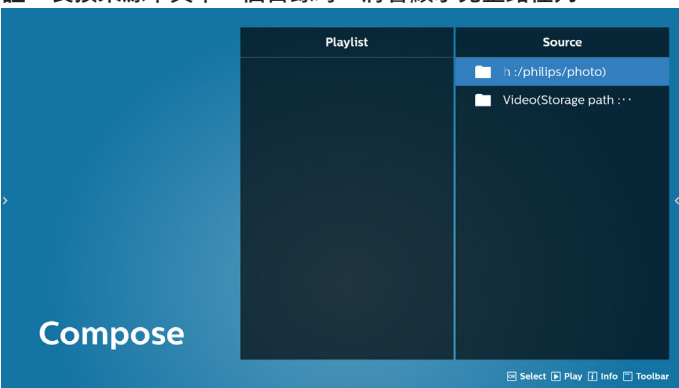 Playlist
Source
h :/philips/photo)
Video(Storage path :··
Compose
Select Play Info Toolbar